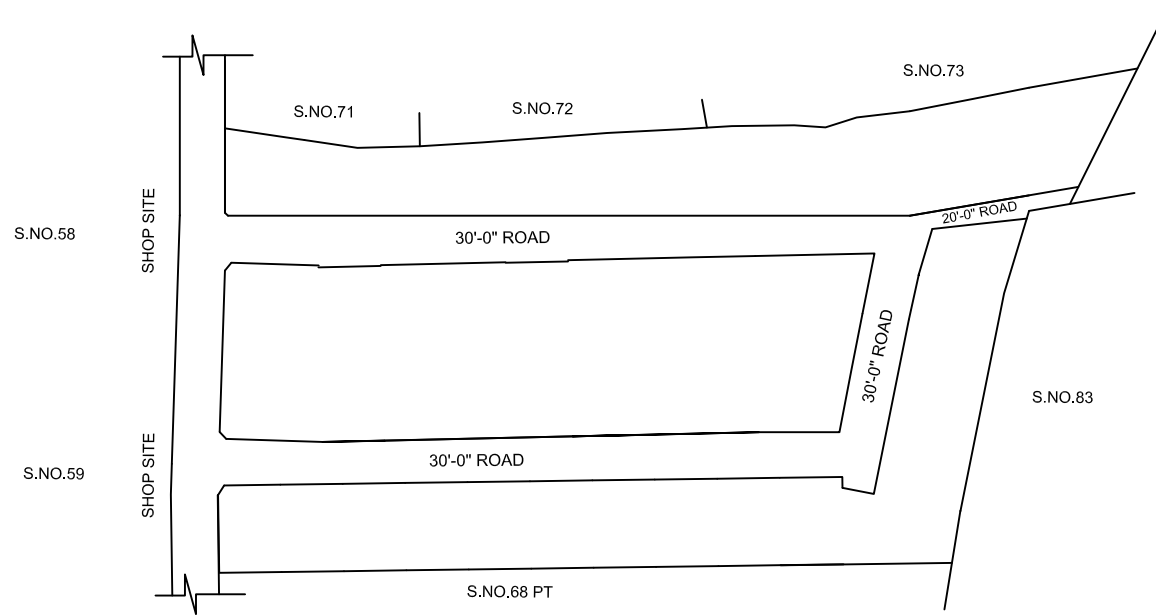 S.NO.73
S.NO.71
S.NO.72
SHOP SITE
S.NO.58
20'-0" ROAD
30'-0" ROAD
30'-0" ROAD
S.NO.83
SHOP SITE
S.NO.59
30'-0" ROAD
S.NO.68 PT